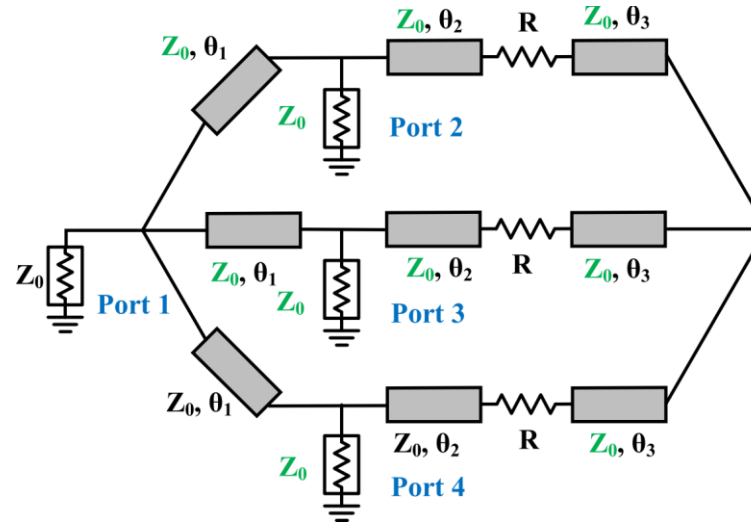 Z₀, θ₁
Z₀, θ₂
R
Z₀, θ₃
Z₀
Port 2
Z₀
Port 1
Z₀, θ₁
Z₀
Port 3
Z₀, θ₂
R
Z₀, θ₃
Z₀, θ₁
Z₀
Port 4
Z₀, θ₂
R
Z₀, θ₃